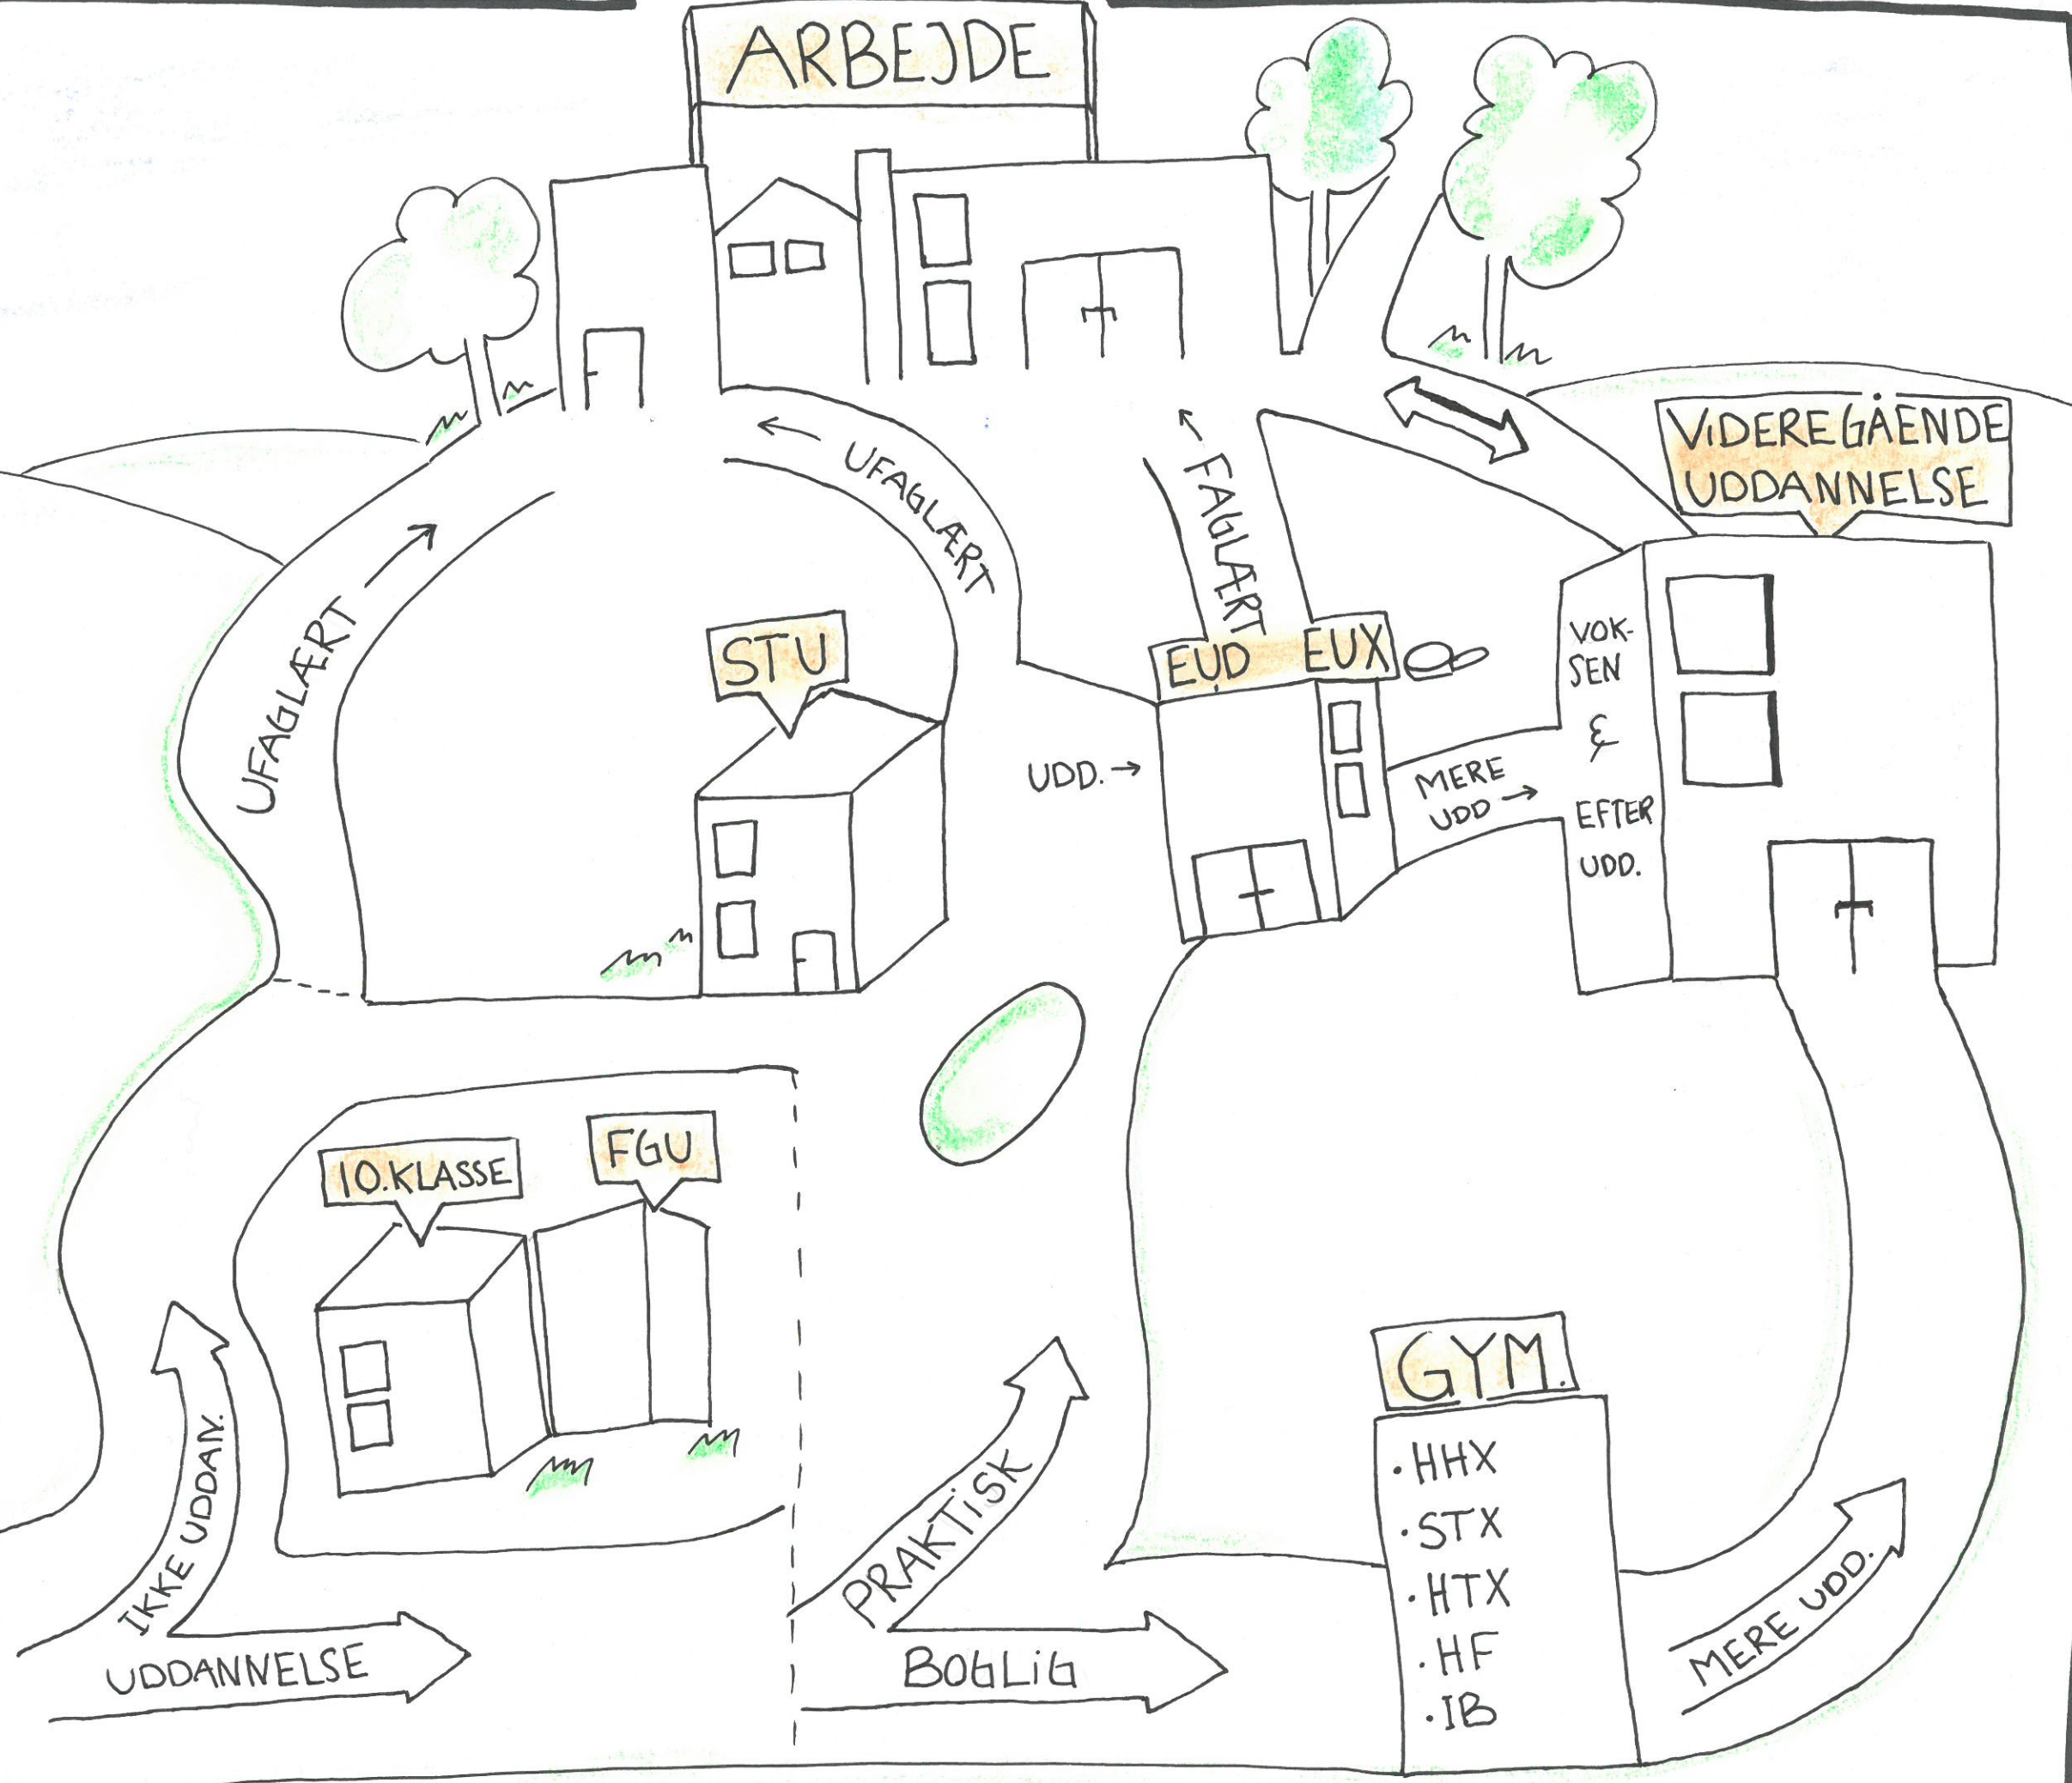 ARBEJDE
VIDEREGÅENDE
UDDANNELSE
UFAGLÆRT
FAGLÆRT
UFAGLÆRT
STU
EUD EUX
VOK-
SEN
&
EFTER
UDD.
UDD. →
MERE
UDD →
10.KLASSE
FGU
GYM.
· HHX
· STX
· HTX
· HF
· IB
IKKE UDDAN.
UDDANNELSE
PRAKTiSK
BOGLiG
MERE UDD.